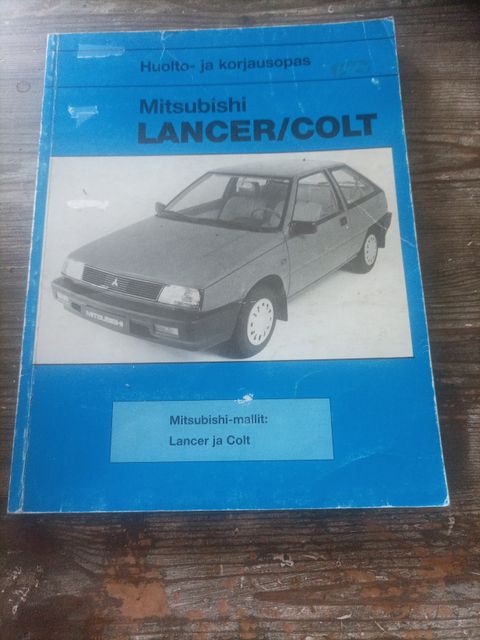 Huolto- ja korjausopas
Mitsubishi
LANCER/COLT
MITSUBISHI
Mitsubishi-mallit:
Lancer ja Colt